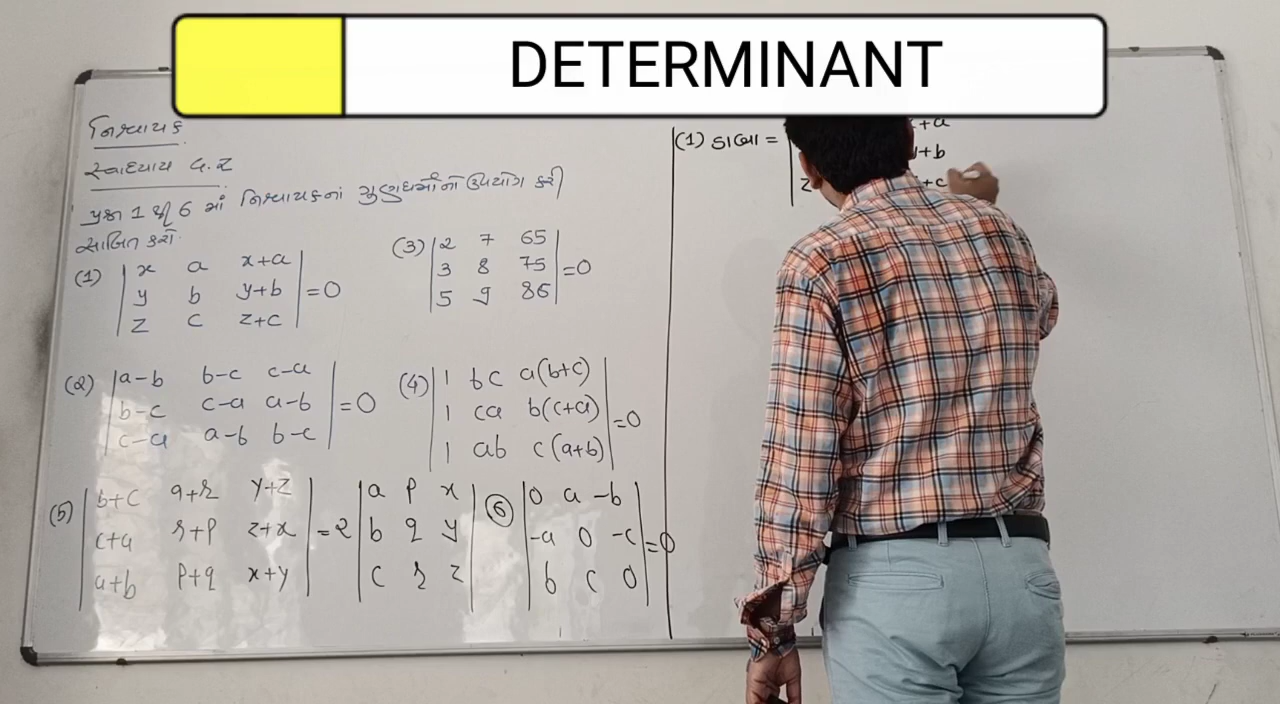 DETERMINANT
નિશ્ચાયક
સ્વાધ્યાય 4.2
પ્રશ્ન 1 થી 6 માં નિશ્ચાયકનાં ગુણધર્મોનો ઉપયોગ કરી
સાબિત કરો.
(1) | x a x+a |
| y b y+b | =0
| z c z+c |
(2) | a-b b-c c-a |
| b-c c-a a-b | =0
| c-a a-b b-c |
(3) | 2 7 65 |
| 3 8 75 | =0
| 5 9 86 |
(4) | 1 bc a(b+c) |
| 1 ca b(c+a) | =0
| 1 ab c(a+b) |
(5) | b+c q+r y+z | | a p x |
| c+a r+p z+x | =2 | b q y |
| a+b p+q x+y | | c r z |
⑥ | 0 a -b |
| -a 0 -c | =0
| b c 0 |
(1) ડાબા = x+a
y+b
z +c